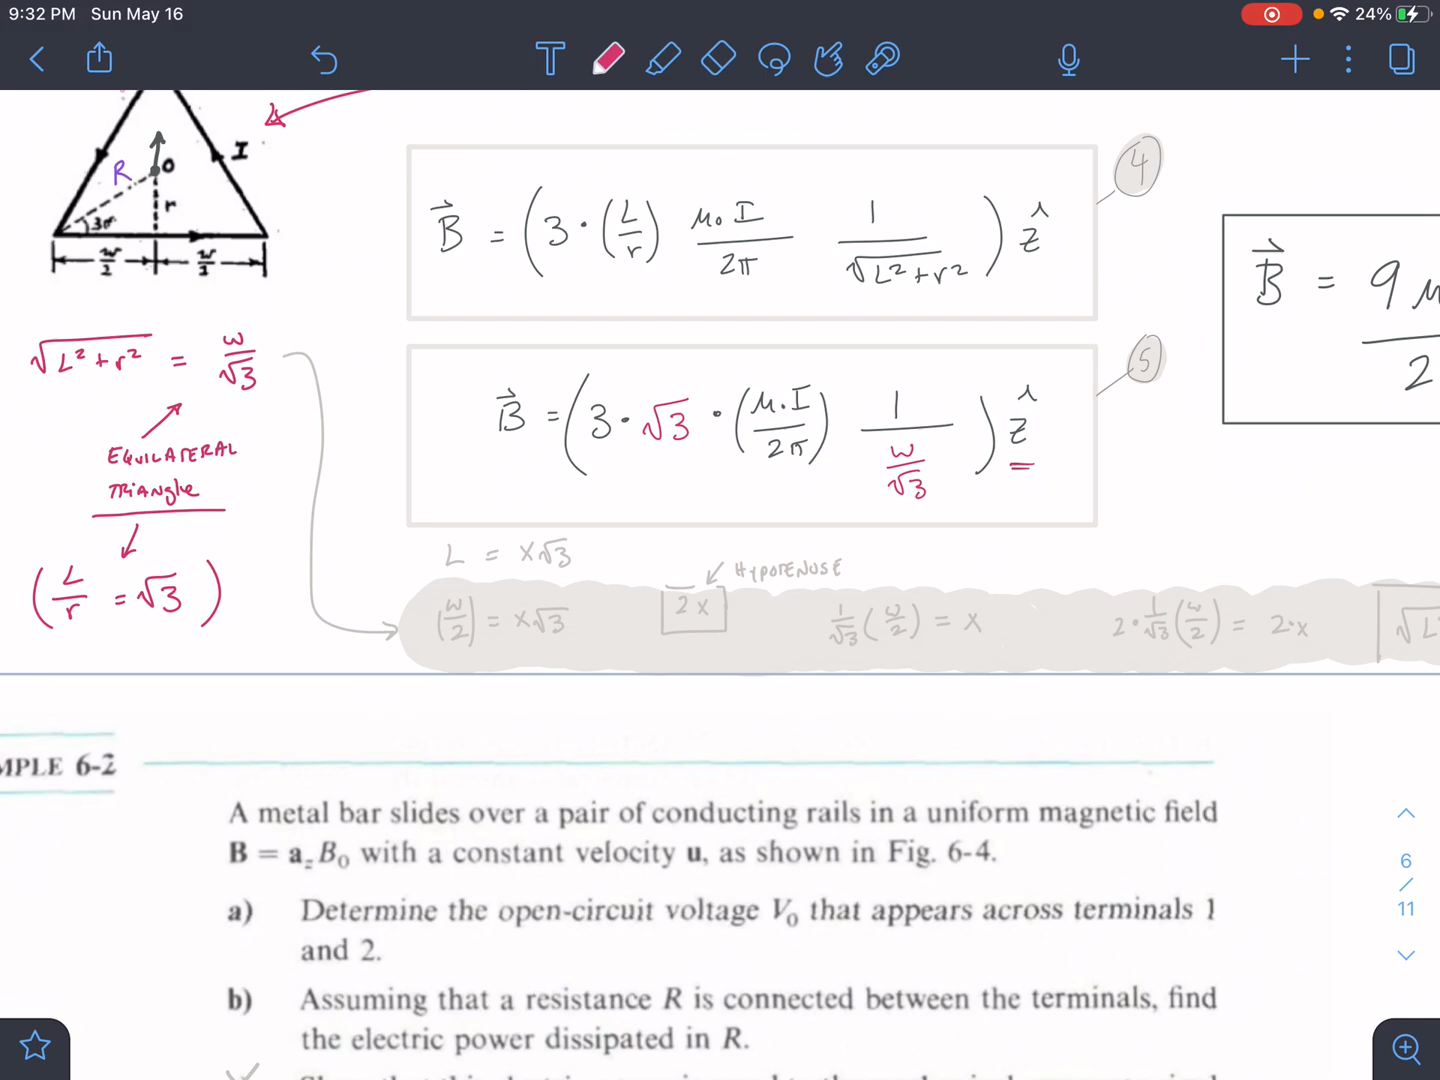 9:32 PM Sun May 16
24%
I
R
O
r
w/2 w/2
4
B⃗ = (3 · (L/r) μ₀I/2π 1/√(L²+r²)) ẑ
B⃗ = 9μ
2
√(L²+r²) = w/√3
EQUILATERAL
TRIANGLE
(L/r = √3)
5
B⃗ = (3 · √3 · (μ₀I/2π) 1/(w/√3)) ẑ
L = x√3
HYPOTENUSE
(w/2) = x√3
2x
1/√3 (w/2) = x
2 · 1/√3 (w/2) = 2·x
√L
MPLE 6-2
A metal bar slides over a pair of conducting rails in a uniform magnetic field
B = a_z B₀ with a constant velocity u, as shown in Fig. 6-4.
a) Determine the open-circuit voltage V₀ that appears across terminals 1
and 2.
b) Assuming that a resistance R is connected between the terminals, find
the electric power dissipated in R.
6
/
11